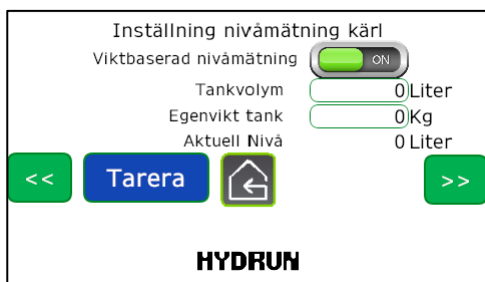 Inställning nivåmätning kärl
Viktbaserad nivåmätning ON
Tankvolym 0 Liter
Egenvikt tank 0 Kg
Aktuell Nivå 0 Liter
<< Tarera >>
HYDRUN